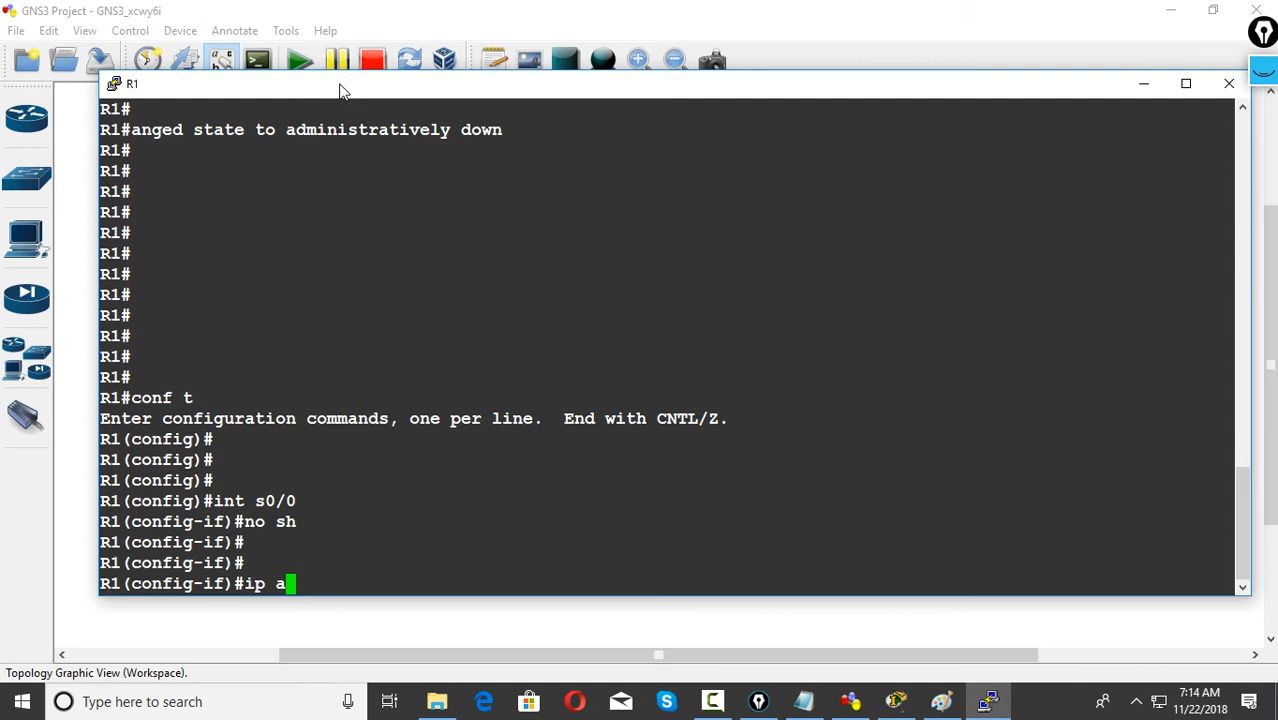 GNS3 Project - GNS3_xcwy6i
File Edit View Control Device Annotate Tools Help
R1
R1#
R1#anged state to administratively down
R1#
R1#
R1#
R1#
R1#
R1#
R1#
R1#
R1#
R1#
R1#
R1#
R1#conf t
Enter configuration commands, one per line.  End with CNTL/Z.
R1(config)#
R1(config)#
R1(config)#
R1(config)#int s0/0
R1(config-if)#no sh
R1(config-if)#
R1(config-if)#
R1(config-if)#ip a
Topology Graphic View (Workspace).
Type here to search
7:14 AM
11/22/2018